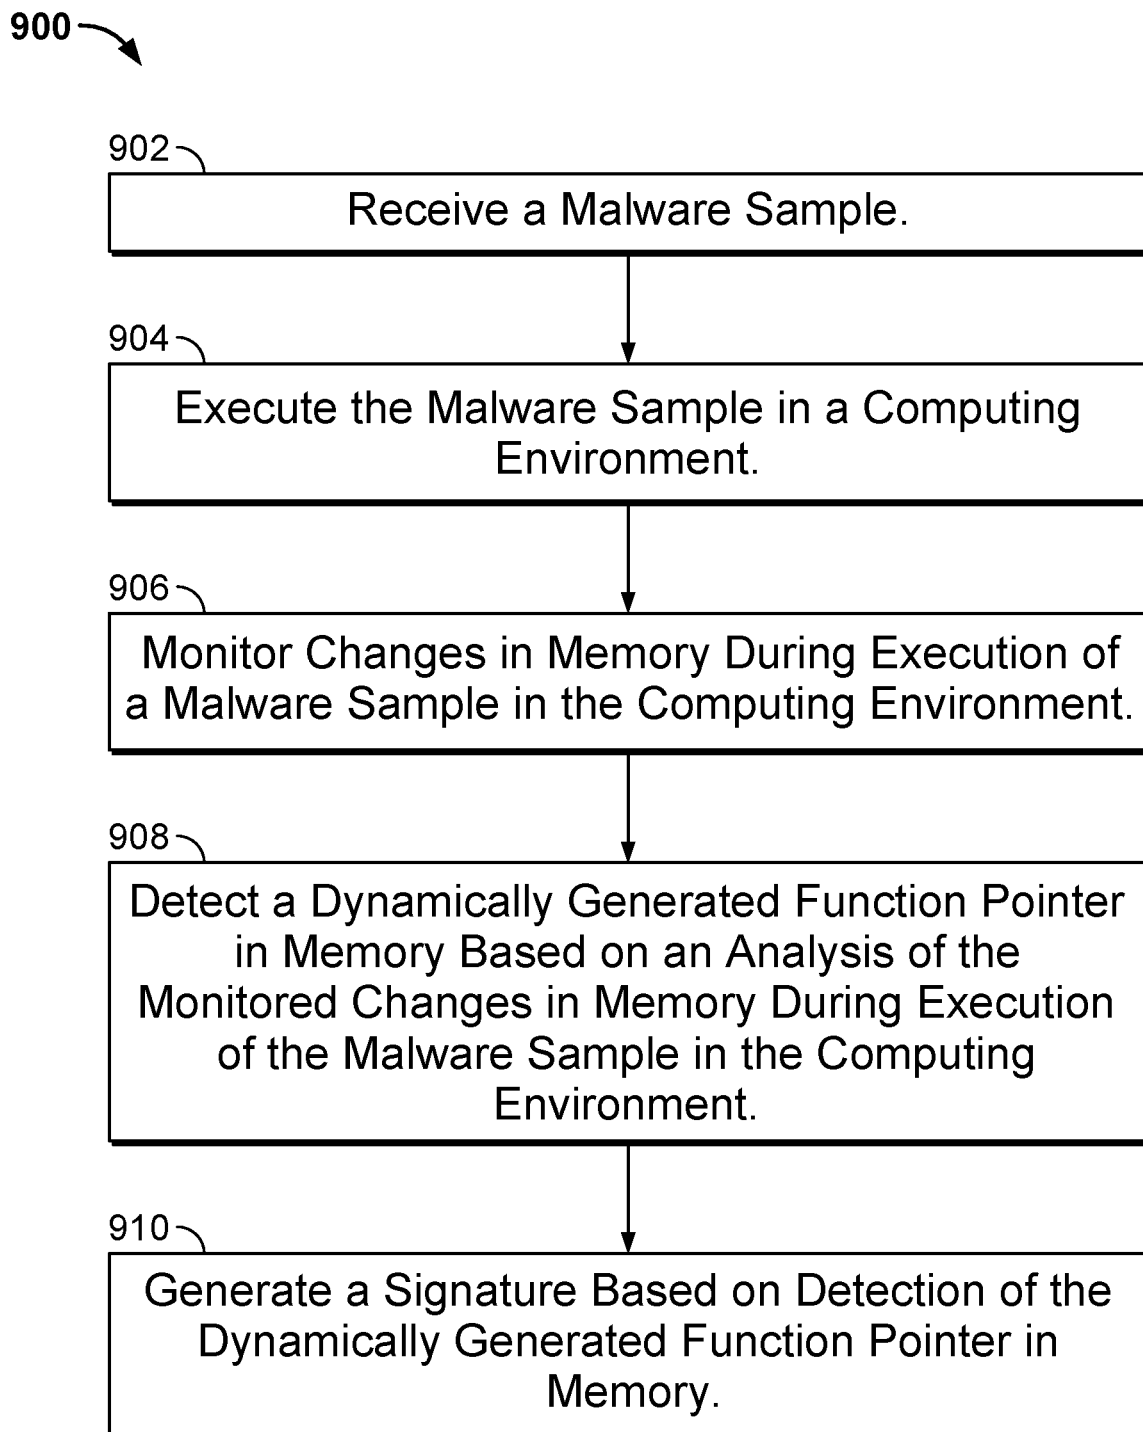 900
902
Receive a Malware Sample.
904
Execute the Malware Sample in a Computing
Environment.
906
Monitor Changes in Memory During Execution of
a Malware Sample in the Computing Environment.
908
Detect a Dynamically Generated Function Pointer
in Memory Based on an Analysis of the
Monitored Changes in Memory During Execution
of the Malware Sample in the Computing
Environment.
910
Generate a Signature Based on Detection of the
Dynamically Generated Function Pointer in
Memory.